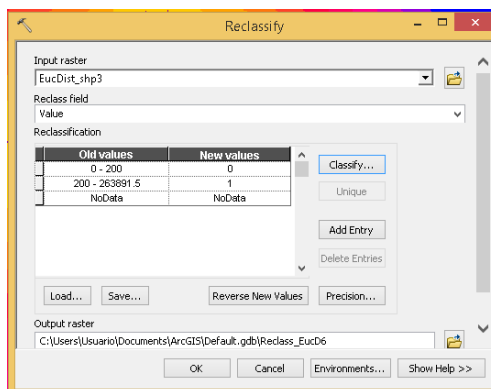 Reclassify
Input raster
EucDist_shp3
Reclass field
Value
Reclassification
Old values New values
0 - 200 0
200 - 263891.5 1
NoData NoData
Classify...
Unique
Add Entry
Delete Entries
Load... Save... Reverse New Values Precision...
Output raster
C:\Users\Usuario\Documents\ArcGIS\Default.gdb\Reclass_EucD6
OK Cancel Environments... Show Help >>